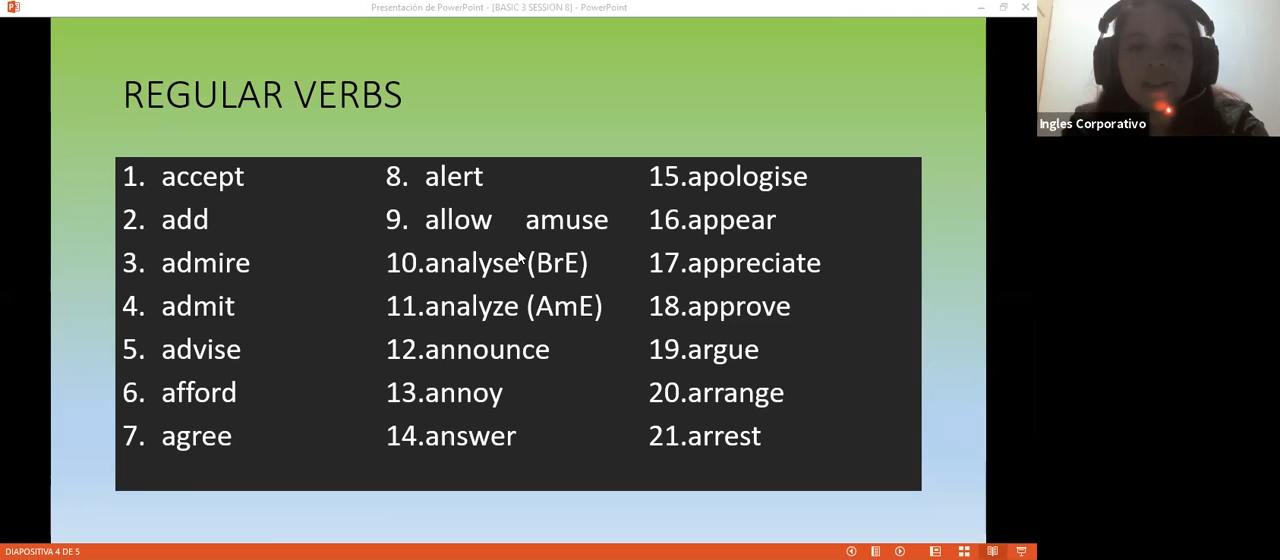 Presentación de PowerPoint - [BASIC 3 SESSION 8] - PowerPoint
Ingles Corporativo
REGULAR VERBS
1. accept
2. add
3. admire
4. admit
5. advise
6. afford
7. agree
8. alert
9. allow amuse
10.analyse (BrE)
11.analyze (AmE)
12.announce
13.annoy
14.answer
15.apologise
16.appear
17.appreciate
18.approve
19.argue
20.arrange
21.arrest
DIAPOSITIVA 4 DE 5